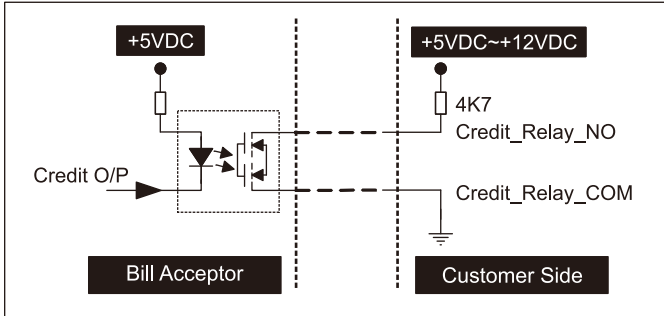 +5VDC
+5VDC~+12VDC
4K7
Credit_Relay_NO
Credit O/P
Credit_Relay_COM
Bill Acceptor
Customer Side